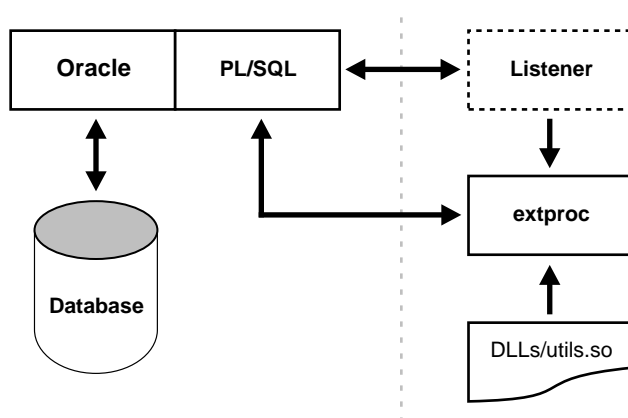 Oracle
PL/SQL
Listener
extproc
Database
DLLs/utils.so